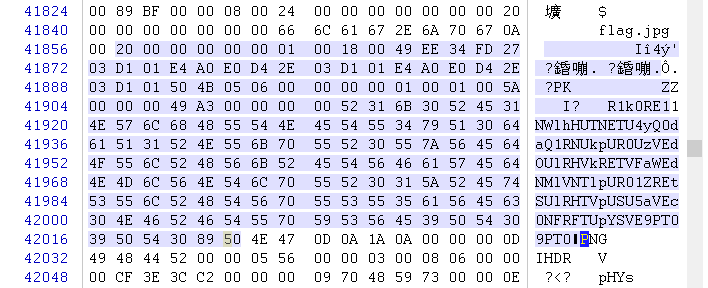 41824 00 89 BF 00 00 08 00 24 00 00 00 00 00 00 00 20 壙 $
41840 00 00 00 00 00 00 00 66 6C 61 67 2E 6A 70 67 0A flag.jpg
41856 00 20 00 00 00 00 00 01 00 18 00 49 EE 34 FD 27 Iî4ý'
41872 03 D1 01 E4 A0 E0 D4 2E 03 D1 01 E4 A0 E0 D4 2E
41888 03 D1 01 50 4B 05 06 00 00 00 00 01 00 01 00 5A ?PK ZZ
41904 00 00 00 49 A3 00 00 00 00 52 31 6B 30 52 45 31 I? R1k0RE11
41920 4E 57 6C 68 48 55 54 4E 45 54 55 34 79 51 30 64 NWlhHUTNETU4yQ0d
41936 61 51 31 52 4E 55 6B 70 55 52 30 55 7A 56 45 64 aQ1RNUkpUR0UzVEd
41952 4F 55 6C 52 48 56 6B 52 45 54 56 46 61 57 45 64 OUlRHVkRETVFaWEd
41968 4E 4D 6C 56 4E 54 6C 70 55 52 30 31 5A 52 45 74 NMlVNTlpUR01ZREt
41984 53 55 6C 52 48 54 56 70 55 53 55 35 61 56 45 63 SUlRHTVpUSU5aVEc
42000 30 4E 46 52 46 54 55 70 59 53 56 45 39 50 54 30 0NFRFTUpYSVE9PT0
42016 39 50 54 30 89 50 4E 47 0D 0A 1A 0A 00 00 00 0D 9PT0 PNG
42032 49 48 44 52 00 00 05 56 00 00 03 00 08 06 00 00 IHDR V
42048 00 CF 3E 3C C2 00 00 00 09 70 48 59 73 00 00 0E ?<? pHYs